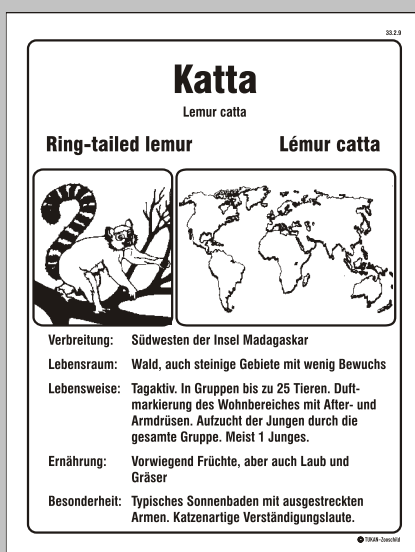 33.2.9
Katta
Lemur catta
Ring-tailed lemur Lémur catta
Verbreitung: Südwesten der Insel Madagaskar
Lebensraum: Wald, auch steinige Gebiete mit wenig Bewuchs
Lebensweise: Tagaktiv. In Gruppen bis zu 25 Tieren. Duft-
markierung des Wohnbereiches mit After- und
Armdrüsen. Aufzucht der Jungen durch die
gesamte Gruppe. Meist 1 Junges.
Ernährung: Vorwiegend Früchte, aber auch Laub und
Gräser
Besonderheit: Typisches Sonnenbaden mit ausgestreckten
Armen. Katzenartige Verständigungslaute.
TUKAN-Zooschild